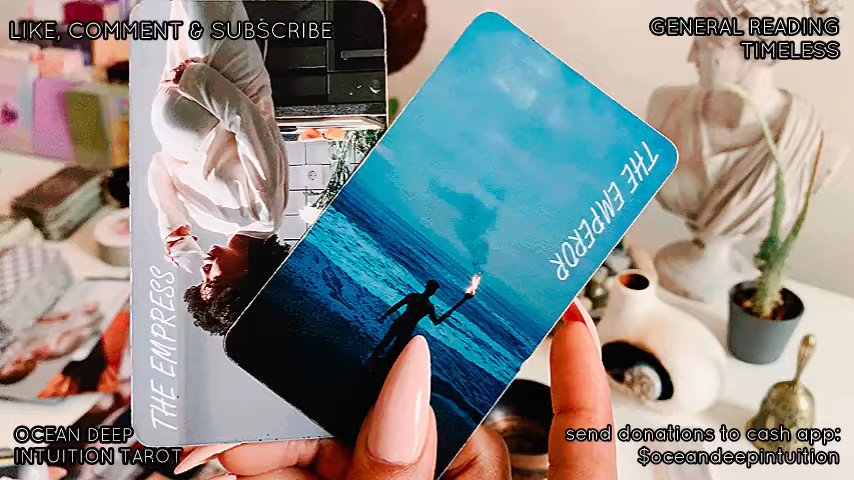 LIKE, COMMENT & SUBSCRIBE
GENERAL READING
TIMELESS
THE EMPRESS
THE EMPEROR
OCEAN DEEP
INTUITION TAROT
send donations to cash app:
$oceandeepintuition